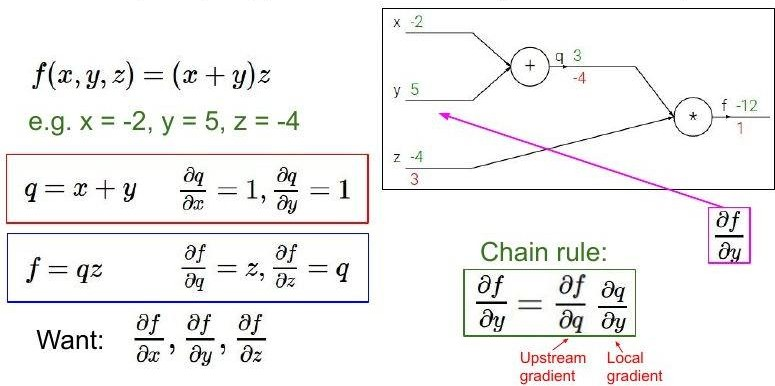 f(x, y, z) = (x + y)z
e.g. x = -2, y = 5, z = -4
q = x + y ∂q/∂x = 1, ∂q/∂y = 1
f = qz ∂f/∂q = z, ∂f/∂z = q
Want: ∂f/∂x, ∂f/∂y, ∂f/∂z
x -2
y 5
z -4
3
+
q 3
-4
*
f -12
1
∂f/∂y
Chain rule:
∂f/∂y = ∂f/∂q ∂q/∂y
Upstream gradient
Local gradient